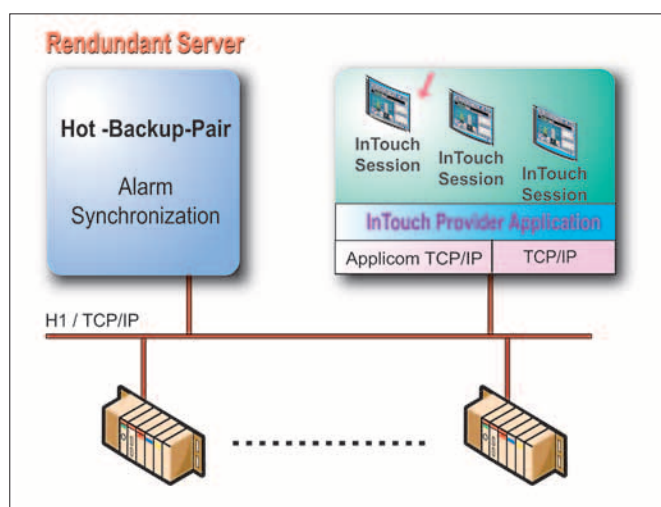 Rendundant Server
Hot -Backup-Pair
Alarm
Synchronization
InTouch
Session
InTouch
Session
InTouch
Session
InTouch Provider Application
Applicom TCP/IP
TCP/IP
H1 / TCP/IP